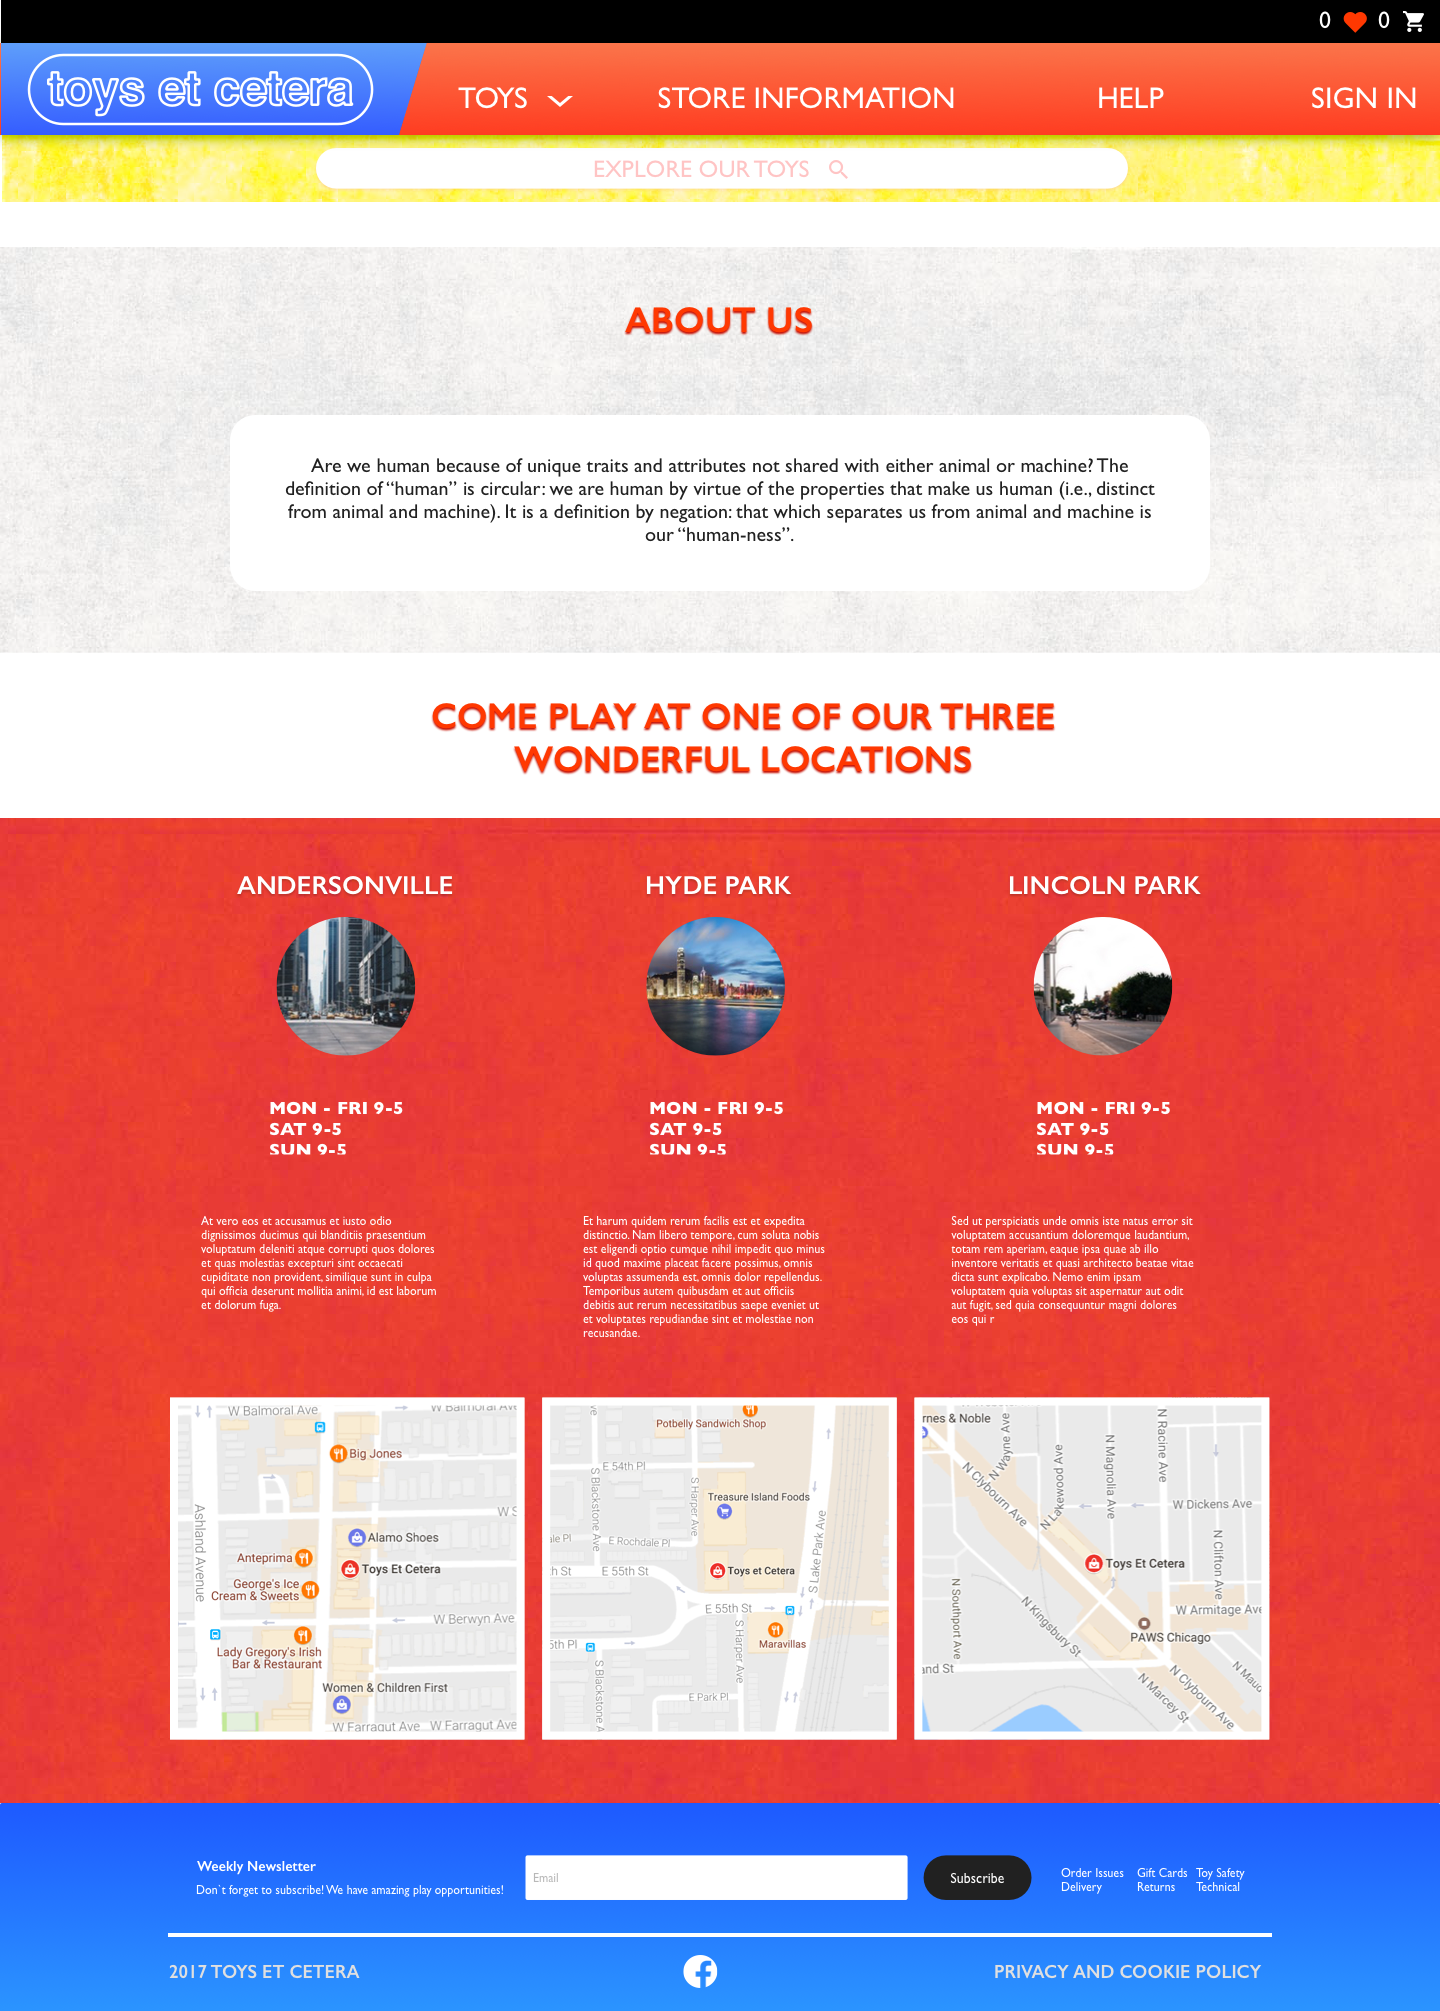 0 0
toys et cetera
TOYS STORE INFORMATION HELP SIGN IN
EXPLORE OUR TOYS
ABOUT US
Are we human because of unique traits and attributes not shared with either animal or machine? The
definition of “human” is circular: we are human by virtue of the properties that make us human (i.e., distinct
from animal and machine). It is a definition by negation: that which separates us from animal and machine is
our “human-ness”.
COME PLAY AT ONE OF OUR THREE
WONDERFUL LOCATIONS
ANDERSONVILLE
MON - FRI 9-5
SAT 9-5
SUN 9-5
At vero eos et accusamus et iusto odio
dignissimos ducimus qui blanditiis praesentium
voluptatum deleniti atque corrupti quos dolores
et quas molestias excepturi sint occaecati
cupiditate non provident, similique sunt in culpa
qui officia deserunt mollitia animi, id est laborum
et dolorum fuga.
HYDE PARK
MON - FRI 9-5
SAT 9-5
SUN 9-5
Et harum quidem rerum facilis est et expedita
distinctio. Nam libero tempore, cum soluta nobis
est eligendi optio cumque nihil impedit quo minus
id quod maxime placeat facere possimus, omnis
voluptas assumenda est, omnis dolor repellendus.
Temporibus autem quibusdam et aut officiis
debitis aut rerum necessitatibus saepe eveniet ut
et voluptates repudiandae sint et molestiae non
recusandae.
LINCOLN PARK
MON - FRI 9-5
SAT 9-5
SUN 9-5
Sed ut perspiciatis unde omnis iste natus error sit
voluptatem accusantium doloremque laudantium,
totam rem aperiam, eaque ipsa quae ab illo
inventore veritatis et quasi architecto beatae vitae
dicta sunt explicabo. Nemo enim ipsam
voluptatem quia voluptas sit aspernatur aut odit
aut fugit, sed quia consequuntur magni dolores
eos qui r
W Balmoral Ave
W Balmoral Ave
Big Jones
Ashland Avenue
W S
Alamo Shoes
Anteprima
Toys Et Cetera
George's Ice
Cream & Sweets
W Berwyn Ave
Lady Gregory's Irish
Bar & Restaurant
Women & Children First
W Farragut Ave
W Farragut Ave
ve
Potbelly Sandwich Shop
E 54th Pl
S Blackstone Ave
S Harper Ave
Treasure Island Foods
ale Pl
E Rochdale Pl
S Lake Park Ave
th St
E 55th St
Toys et Cetera
E 55th St
5th Pl
S Harper Ave
Maravillas
S Blackstone A
E Park Pl
rnes & Noble
N Wayne Ave
N Lakewood Ave
N Magnolia Ave
N Racine Ave
N Clybourn Ave
W Dickens Ave
N Clifton Ave
Toys Et Cetera
N Southport Ave
N Kingsbury St
W Armitage Ave
PAWS Chicago
and St
N Marcey St
N Clybourn Ave
N Maud
Weekly Newsletter
Don`t forget to subscribe! We have amazing play opportunities!
Email
Subscribe
Order Issues Gift Cards Toy Safety
Delivery Returns Technical
2017 TOYS ET CETERA
PRIVACY AND COOKIE POLICY